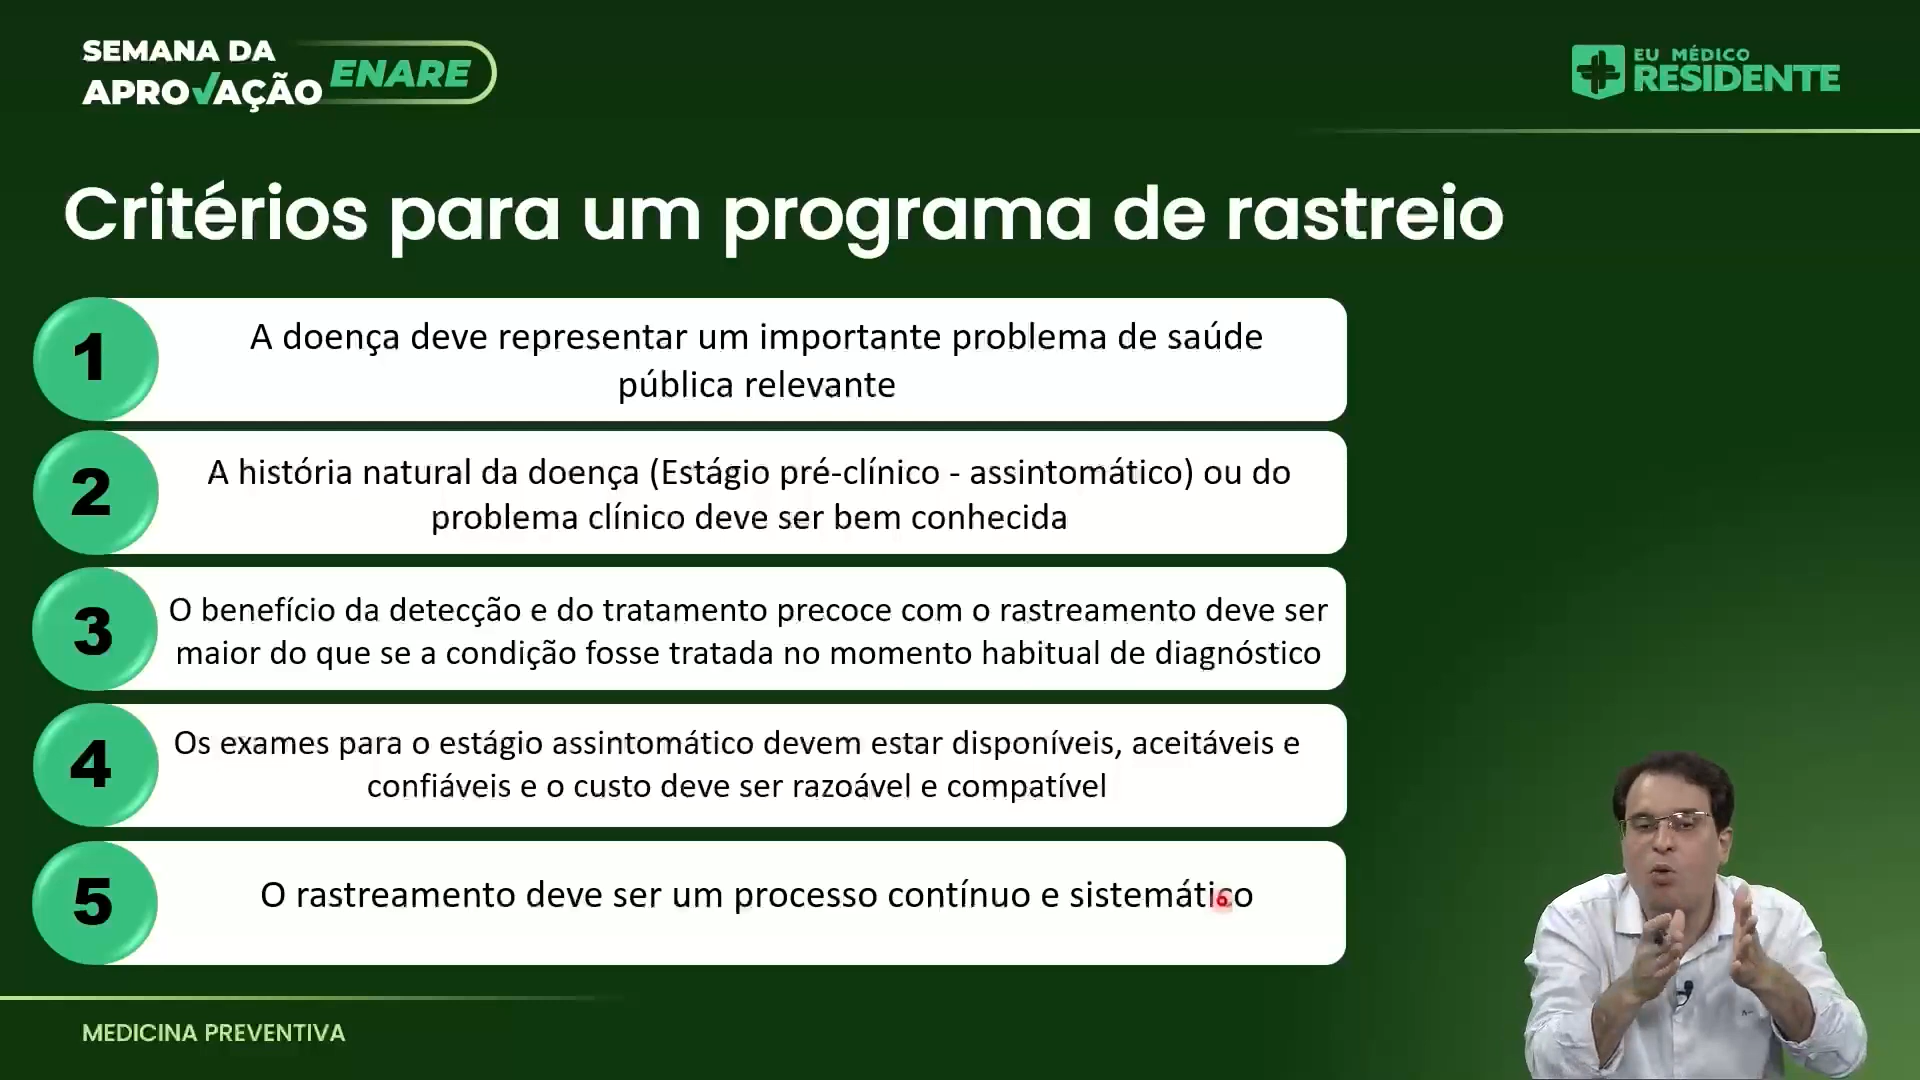 SEMANA DA
APROVAÇÃO ENARE
EU MÉDICO
RESIDENTE
Critérios para um programa de rastreio
1
A doença deve representar um importante problema de saúde
pública relevante
2
A história natural da doença (Estágio pré-clínico - assintomático) ou do
problema clínico deve ser bem conhecida
3
O benefício da detecção e do tratamento precoce com o rastreamento deve ser
maior do que se a condição fosse tratada no momento habitual de diagnóstico
4
Os exames para o estágio assintomático devem estar disponíveis, aceitáveis e
confiáveis e o custo deve ser razoável e compatível
5
O rastreamento deve ser um processo contínuo e sistemático
MEDICINA PREVENTIVA